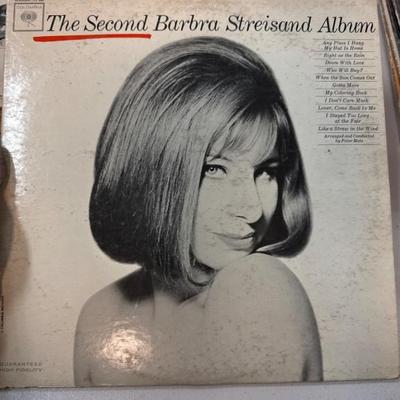 COLUMBIA
The Second Barbra Streisand Album
Any Place I Hang
My Hat Is Home
Right as the Rain
Down With Love
Who Will Buy?
When the Sun Comes Out
Gotta Move
My Coloring Book
I Don't Care Much
Lover, Come Back to Me
I Stayed Too Long
at the Fair
Like a Straw in the Wind
Arranged and Conducted
by Peter Matz
GUARANTEED
HIGH FIDELITY